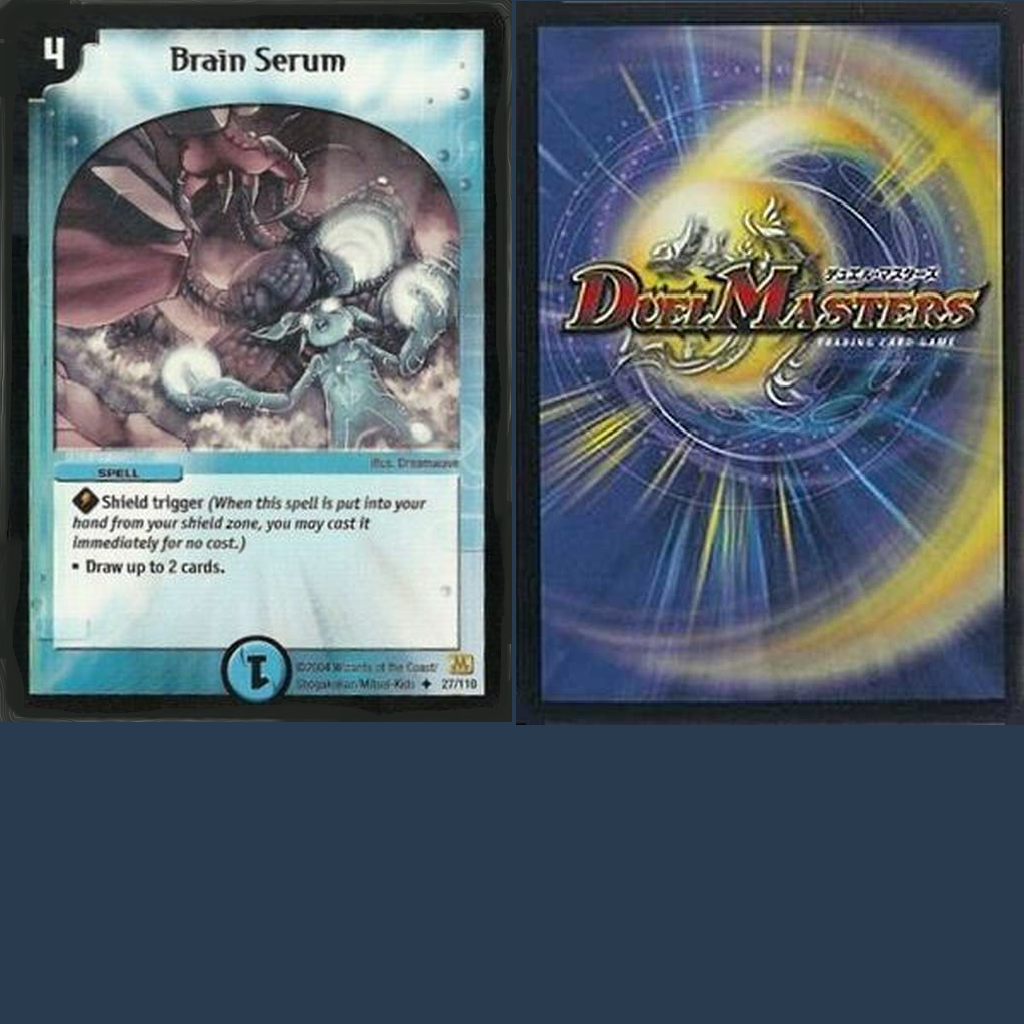 4
Brain Serum
illus. Dreamwave
SPELL
Shield trigger (When this spell is put into your
hand from your shield zone, you may cast it
immediately for no cost.)
▪ Draw up to 2 cards.
1
©2004 Wizards of the Coast/
Shogakukan/Mitsui-Kids ♦ 27/110
デュエル・マスターズ
DUEL MASTERS
TRADING CARD GAME